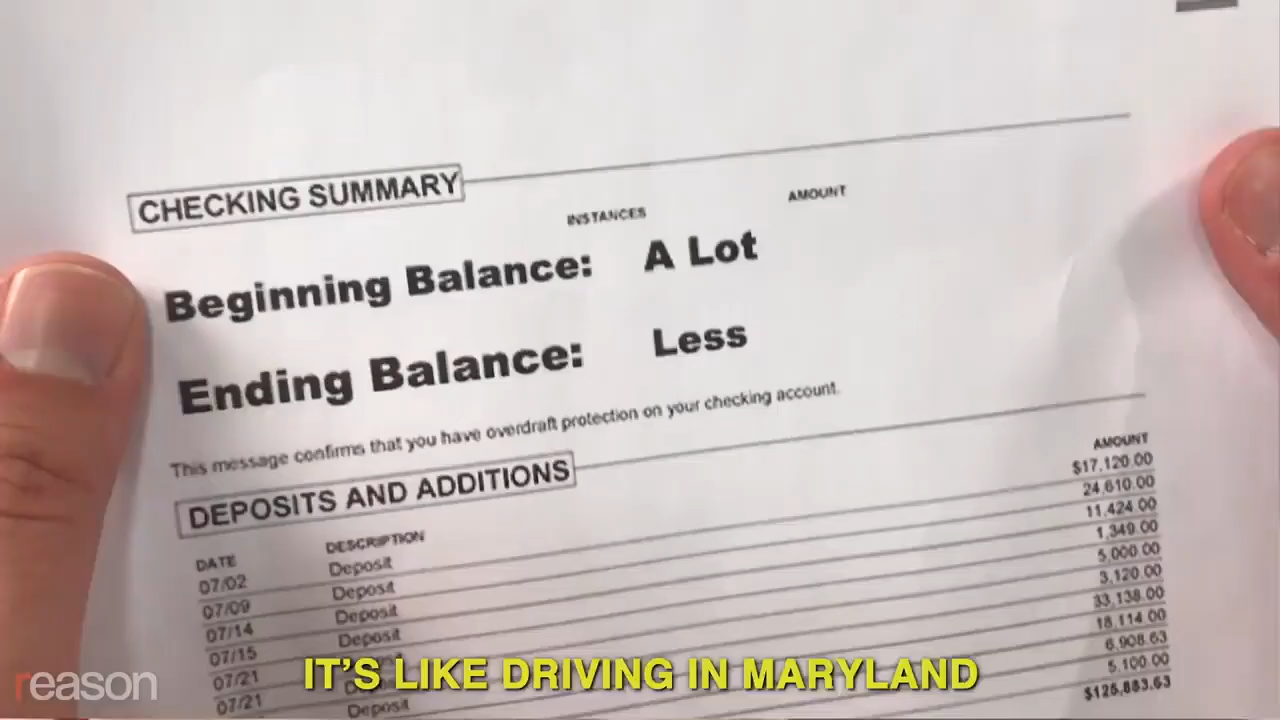 CHECKING SUMMARY
INSTANCES AMOUNT
Beginning Balance: A Lot
Ending Balance: Less
This message confirms that you have overdraft protection on your checking account.
DEPOSITS AND ADDITIONS
DATE DESCRIPTION AMOUNT
07/02 Deposit $17,120.00
07/09 Deposit 24,610.00
07/14 Deposit 11,424.00
07/15 Deposit 1,349.00
07/21 5,000.00
07/21 Deposit 3,120.00
33,138.00
18,114.00
6,908.63
5,100.00
$125,883.63
IT'S LIKE DRIVING IN MARYLAND
reason